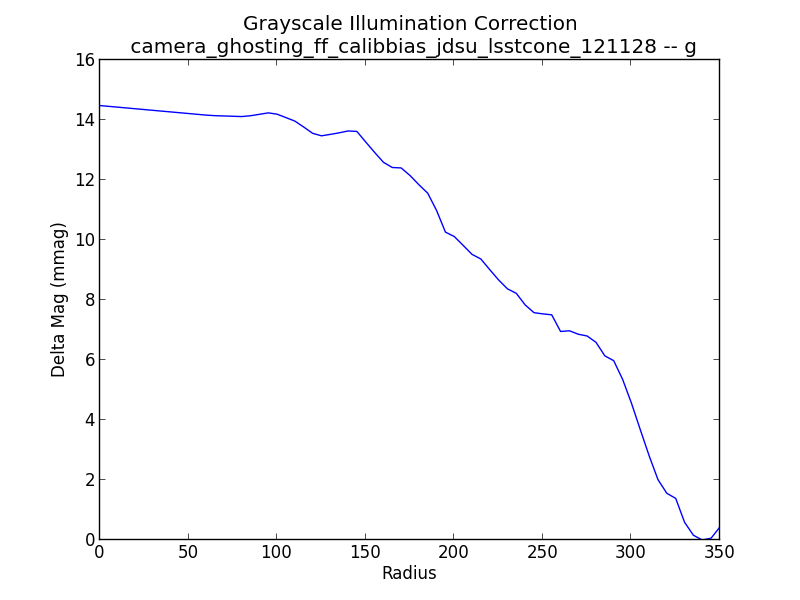 Grayscale Illumination Correction
camera_ghosting_ff_calibbias_jdsu_lsstcone_121128 -- g
16
14
12
10
8
6
4
2
0
Delta Mag (mmag)
0 50 100 150 200 250 300 350
Radius